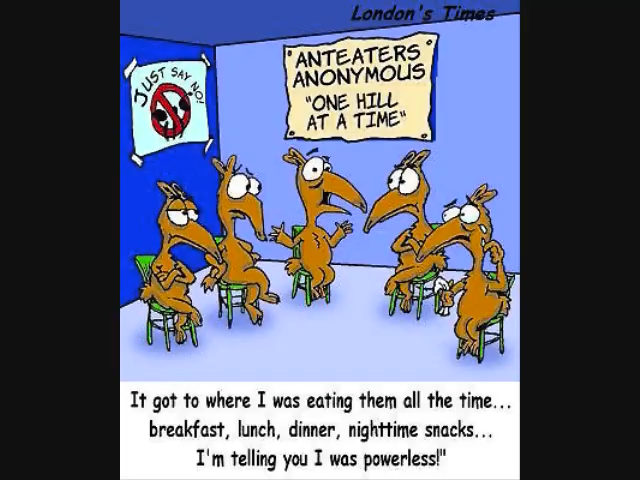 London's Times
ANTEATERS
ANONYMOUS
"ONE HILL
AT A TIME"
JUST SAY NO!
It got to where I was eating them all the time...
breakfast, lunch, dinner, nighttime snacks...
I'm telling you I was powerless!"